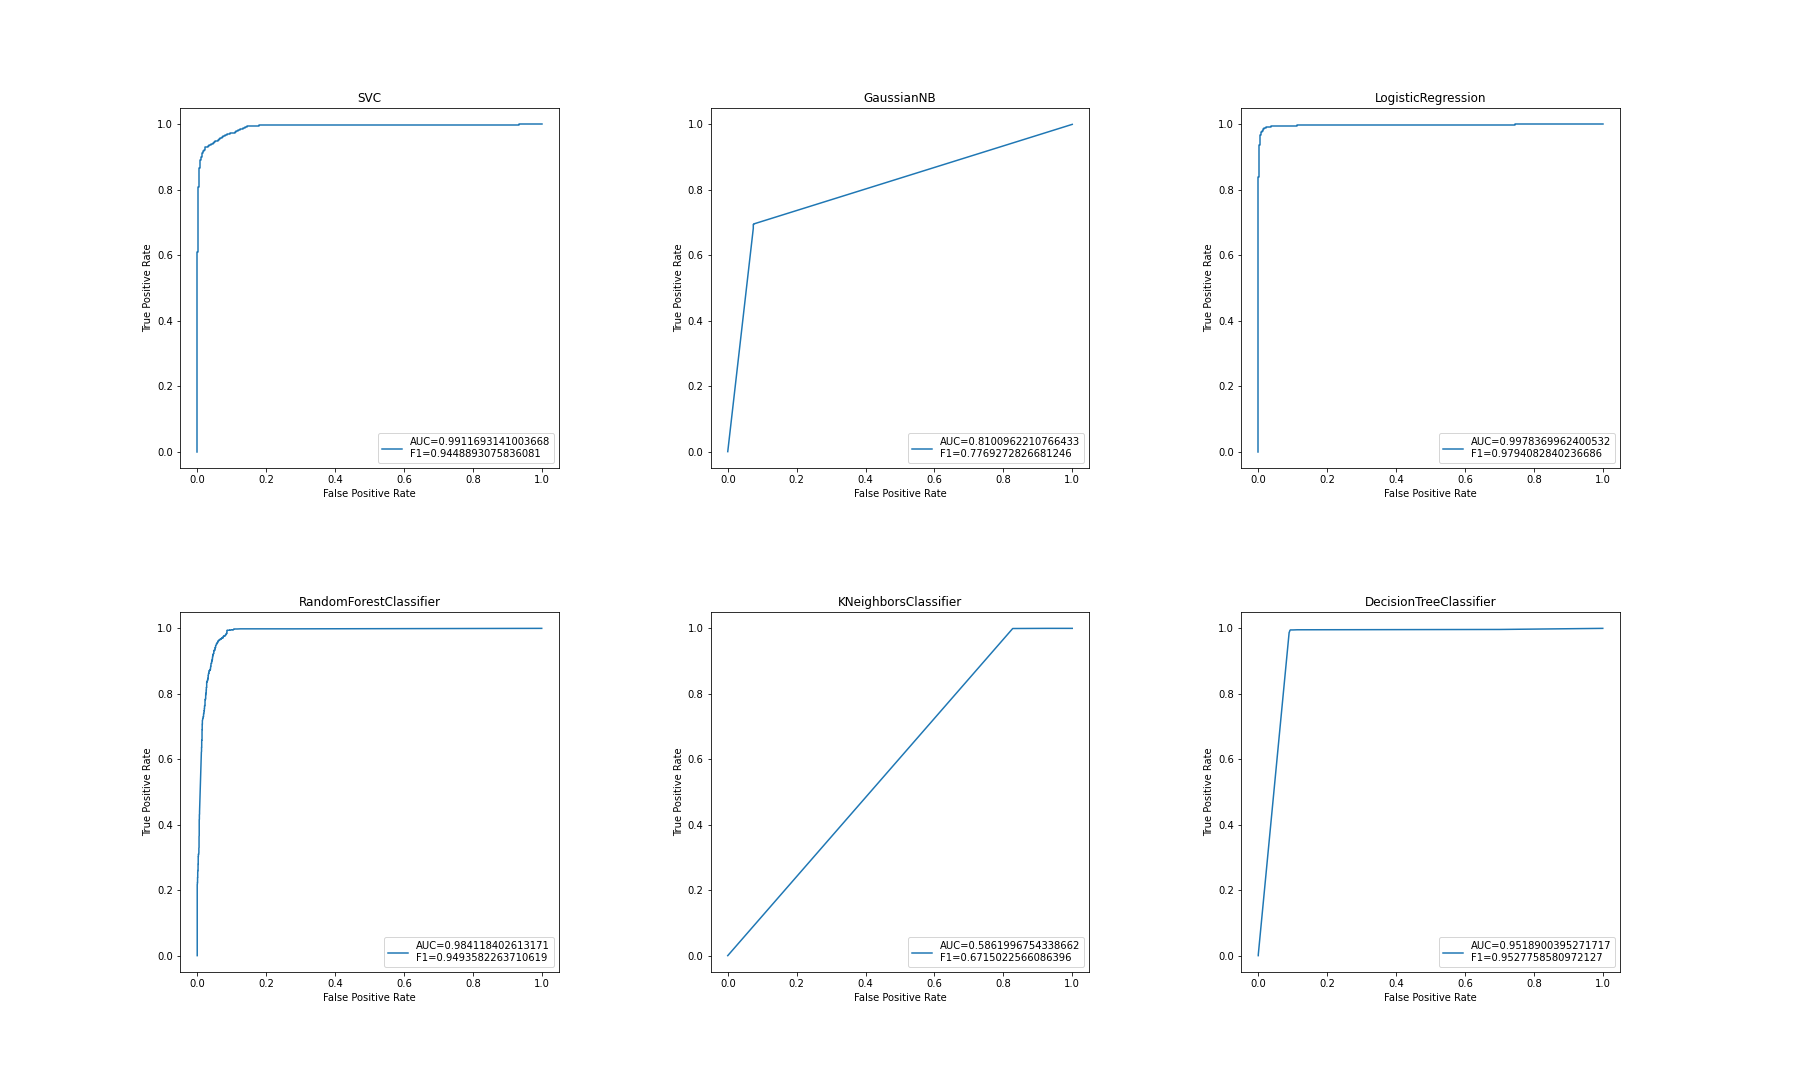 SVC
True Positive Rate
1.0
0.8
0.6
0.4
0.2
0.0
AUC=0.9911693141003668
F1=0.9448893075836081
0.0 0.2 0.4 0.6 0.8 1.0
False Positive Rate
GaussianNB
True Positive Rate
1.0
0.8
0.6
0.4
0.2
0.0
AUC=0.8100962210766433
F1=0.7769272826681246
0.0 0.2 0.4 0.6 0.8 1.0
False Positive Rate
LogisticRegression
True Positive Rate
1.0
0.8
0.6
0.4
0.2
0.0
AUC=0.9978369962400532
F1=0.9794082840236686
0.0 0.2 0.4 0.6 0.8 1.0
False Positive Rate
RandomForestClassifier
True Positive Rate
1.0
0.8
0.6
0.4
0.2
0.0
AUC=0.984118402613171
F1=0.9493582263710619
0.0 0.2 0.4 0.6 0.8 1.0
False Positive Rate
KNeighborsClassifier
True Positive Rate
1.0
0.8
0.6
0.4
0.2
0.0
AUC=0.5861996754338662
F1=0.6715022566086396
0.0 0.2 0.4 0.6 0.8 1.0
False Positive Rate
DecisionTreeClassifier
True Positive Rate
1.0
0.8
0.6
0.4
0.2
0.0
AUC=0.9518900395271717
F1=0.9527758580972127
0.0 0.2 0.4 0.6 0.8 1.0
False Positive Rate